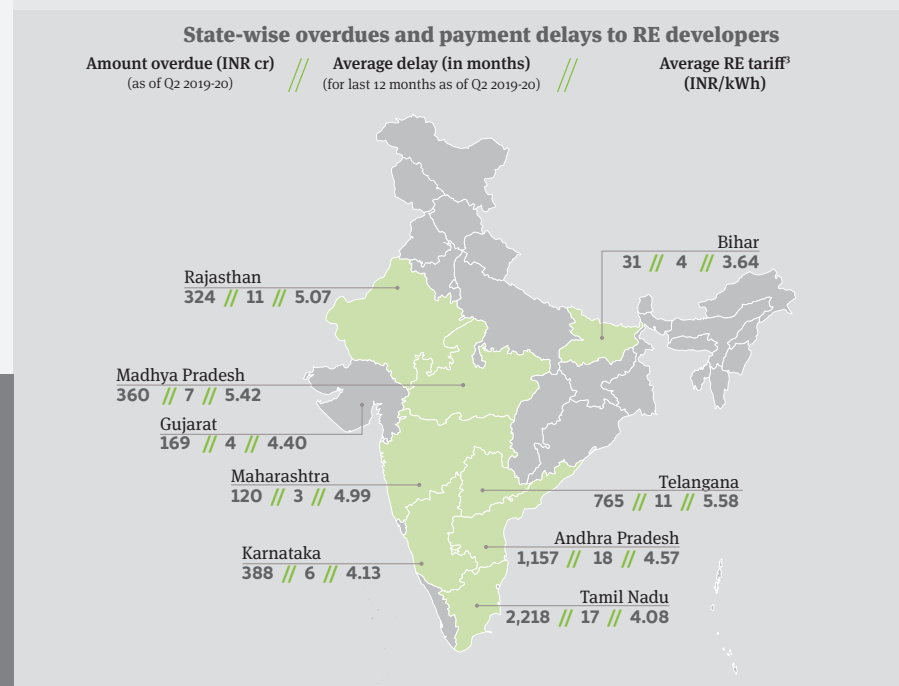 State-wise overdues and payment delays to RE developers
Amount overdue (INR cr) // Average delay (in months) // Average RE tariff³
(as of Q2 2019-20) (for last 12 months as of Q2 2019-20) (INR/kWh)
Bihar
31 // 4 // 3.64
Rajasthan
324 // 11 // 5.07
Madhya Pradesh
360 // 7 // 5.42
Gujarat
169 // 4 // 4.40
Maharashtra
120 // 3 // 4.99
Telangana
765 // 11 // 5.58
Andhra Pradesh
1,157 // 18 // 4.57
Karnataka
388 // 6 // 4.13
Tamil Nadu
2,218 // 17 // 4.08